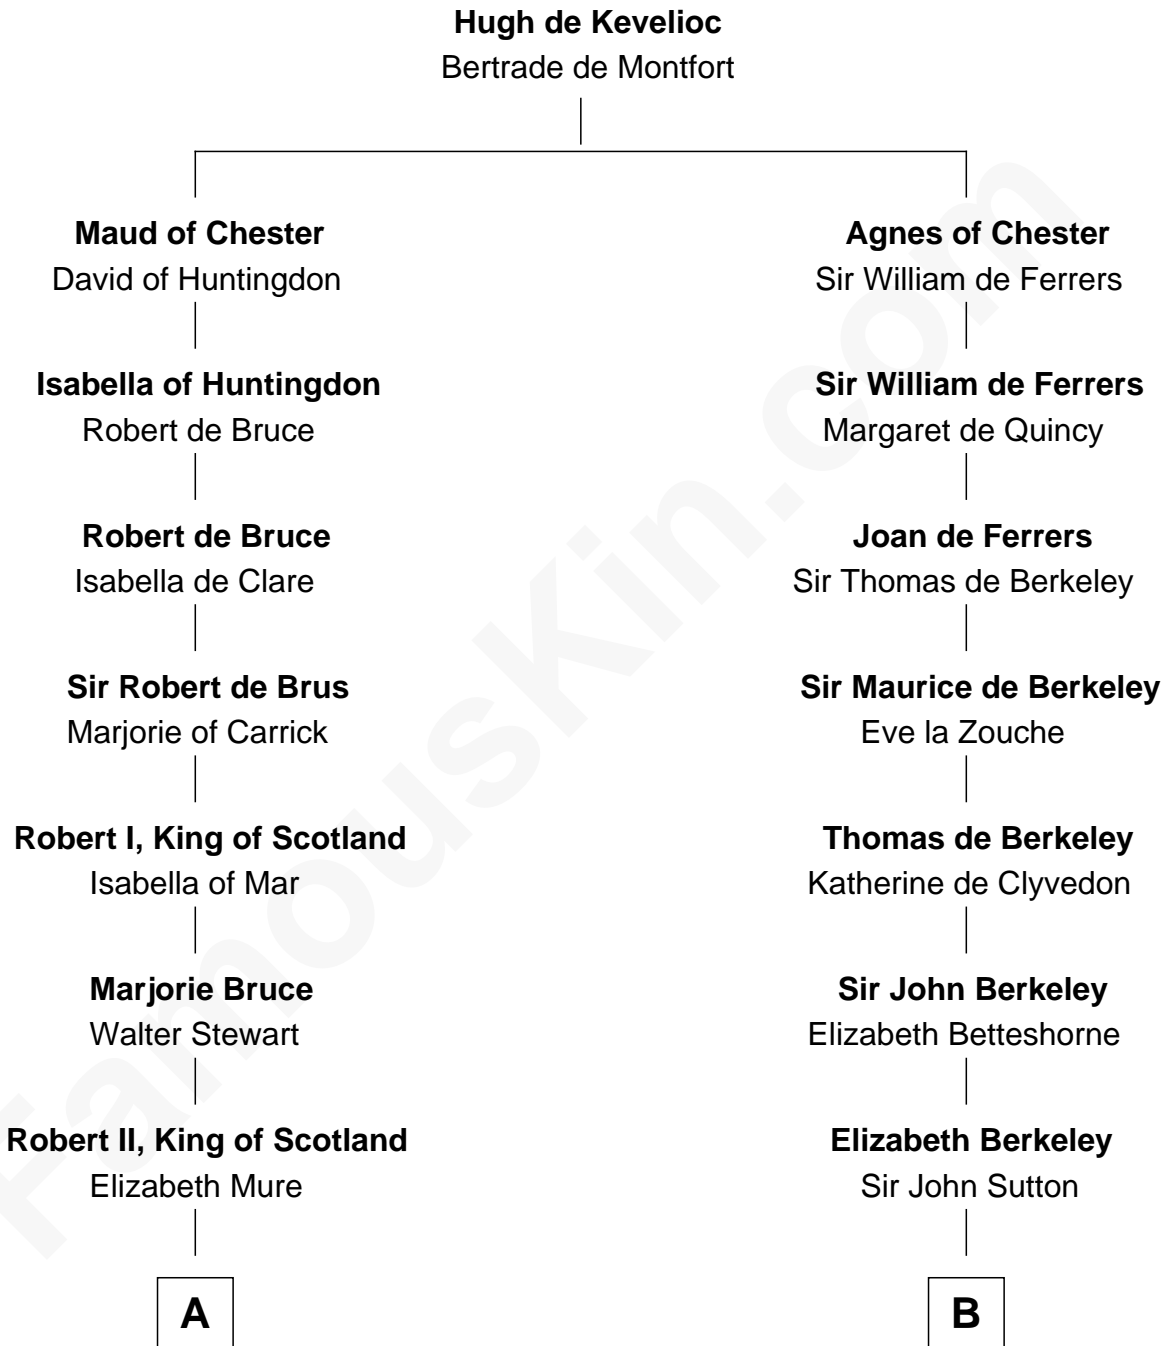 Hugh de Kevelioc
Bertrade de Montfort
Maud of Chester
David of Huntingdon
Agnes of Chester
Sir William de Ferrers
Isabella of Huntingdon
Robert de Bruce
Sir William de Ferrers
Margaret de Quincy
Robert de Bruce
Isabella de Clare
Joan de Ferrers
Sir Thomas de Berkeley
Sir Robert de Brus
Marjorie of Carrick
Sir Maurice de Berkeley
Eve la Zouche
Robert I, King of Scotland
Isabella of Mar
Thomas de Berkeley
Katherine de Clyvedon
Marjorie Bruce
Walter Stewart
Sir John Berkeley
Elizabeth Betteshorne
Robert II, King of Scotland
Elizabeth Mure
Elizabeth Berkeley
Sir John Sutton
A
B
FamousKin.com